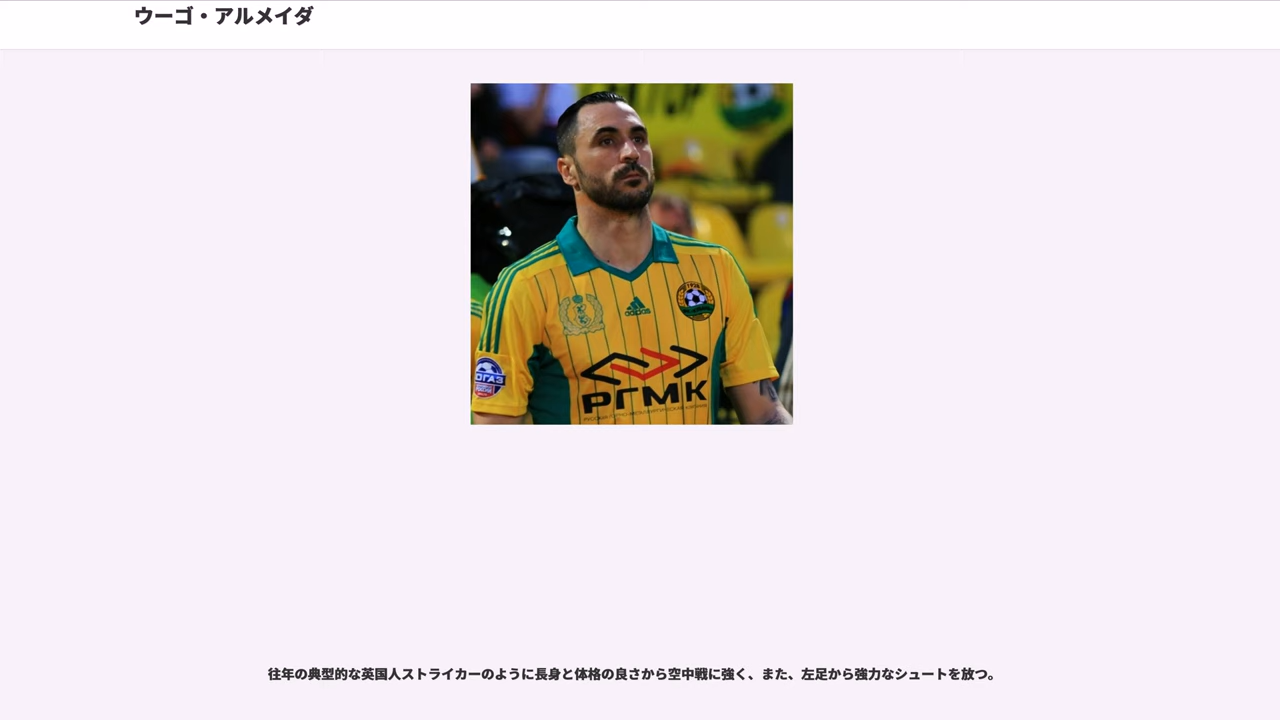 ウーゴ・アルメイダ
adidas
РГМК
往年の典型的な英国人ストライカーのように長身と体格の良さから空中戦に強く、また、左足から強力なシュートを放つ。